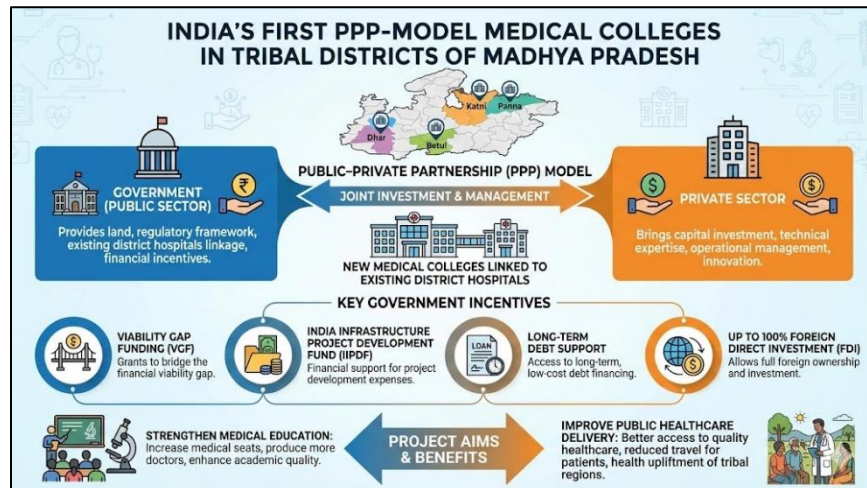 INDIA'S FIRST PPP-MODEL MEDICAL COLLEGES
IN TRIBAL DISTRICTS OF MADHYA PRADESH
Katni
Panna
Dhar
Betul
GOVERNMENT
(PUBLIC SECTOR)
Provides land, regulatory framework,
existing district hospitals linkage,
financial incentives.
PUBLIC-PRIVATE PARTNERSHIP (PPP) MODEL
JOINT INVESTMENT & MANAGEMENT
NEW MEDICAL COLLEGES LINKED TO
EXISTING DISTRICT HOSPITALS
PRIVATE SECTOR
Brings capital investment, technical
expertise, operational management,
innovation.
KEY GOVERNMENT INCENTIVES
VIABILITY GAP
FUNDING (VGF)
Grants to bridge the
financial viability gap.
INDIA INFRASTRUCTURE
PROJECT DEVELOPMENT
FUND (IIPDF)
Financial support for project
development expenses.
LOAN
LONG-TERM
DEBT SUPPORT
Access to long-term,
low-cost debt financing.
UP TO 100% FOREIGN
DIRECT INVESTMENT (FDI)
Allows full foreign ownership
and investment.
STRENGTHEN MEDICAL EDUCATION:
Increase medical seats, produce more
doctors, enhance academic quality.
PROJECT AIMS
& BENEFITS
IMPROVE PUBLIC HEALTHCARE
DELIVERY: Better access to quality
healthcare, reduced travel for
patients, health upliftment of tribal
regions.